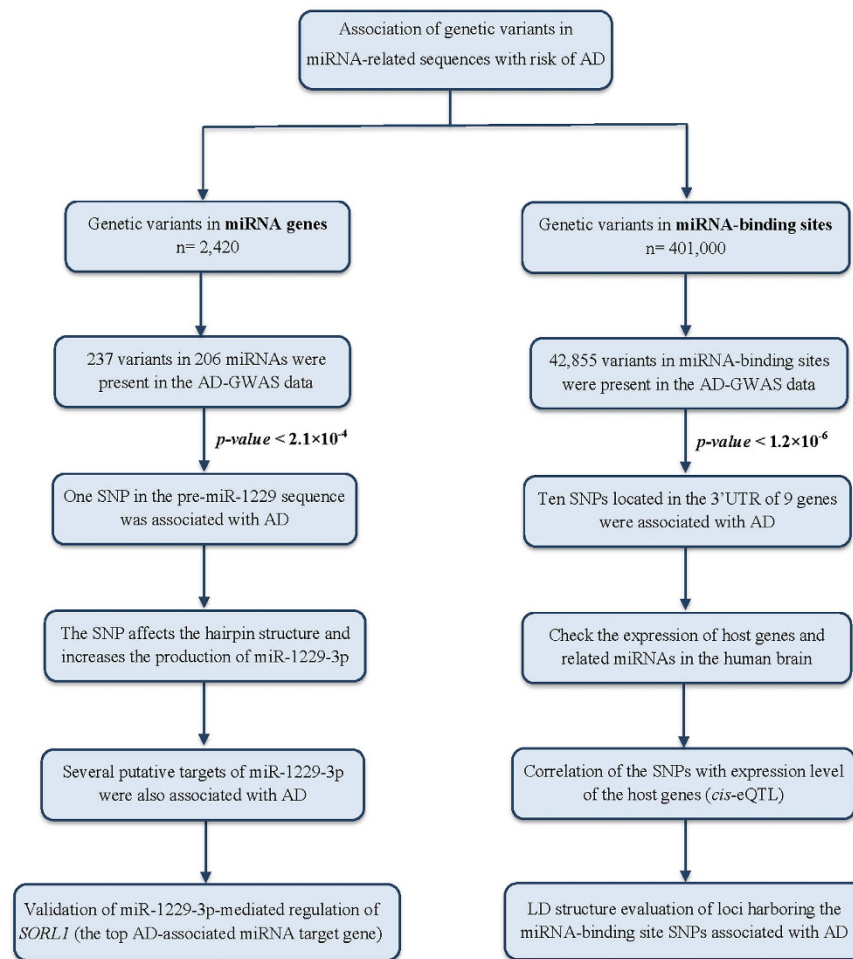 Association of genetic variants in
miRNA-related sequences with risk of AD
Genetic variants in miRNA genes
n= 2,420
237 variants in 206 miRNAs were
present in the AD-GWAS data
p-value < 2.1×10⁻⁴
One SNP in the pre-miR-1229 sequence
was associated with AD
The SNP affects the hairpin structure and
increases the production of miR-1229-3p
Several putative targets of miR-1229-3p
were also associated with AD
Validation of miR-1229-3p-mediated regulation of
SORL1 (the top AD-associated miRNA target gene)
Genetic variants in miRNA-binding sites
n= 401,000
42,855 variants in miRNA-binding sites
were present in the AD-GWAS data
p-value < 1.2×10⁻⁶
Ten SNPs located in the 3’UTR of 9 genes
were associated with AD
Check the expression of host genes and
related miRNAs in the human brain
Correlation of the SNPs with expression level
of the host genes (cis-eQTL)
LD structure evaluation of loci harboring the
miRNA-binding site SNPs associated with AD